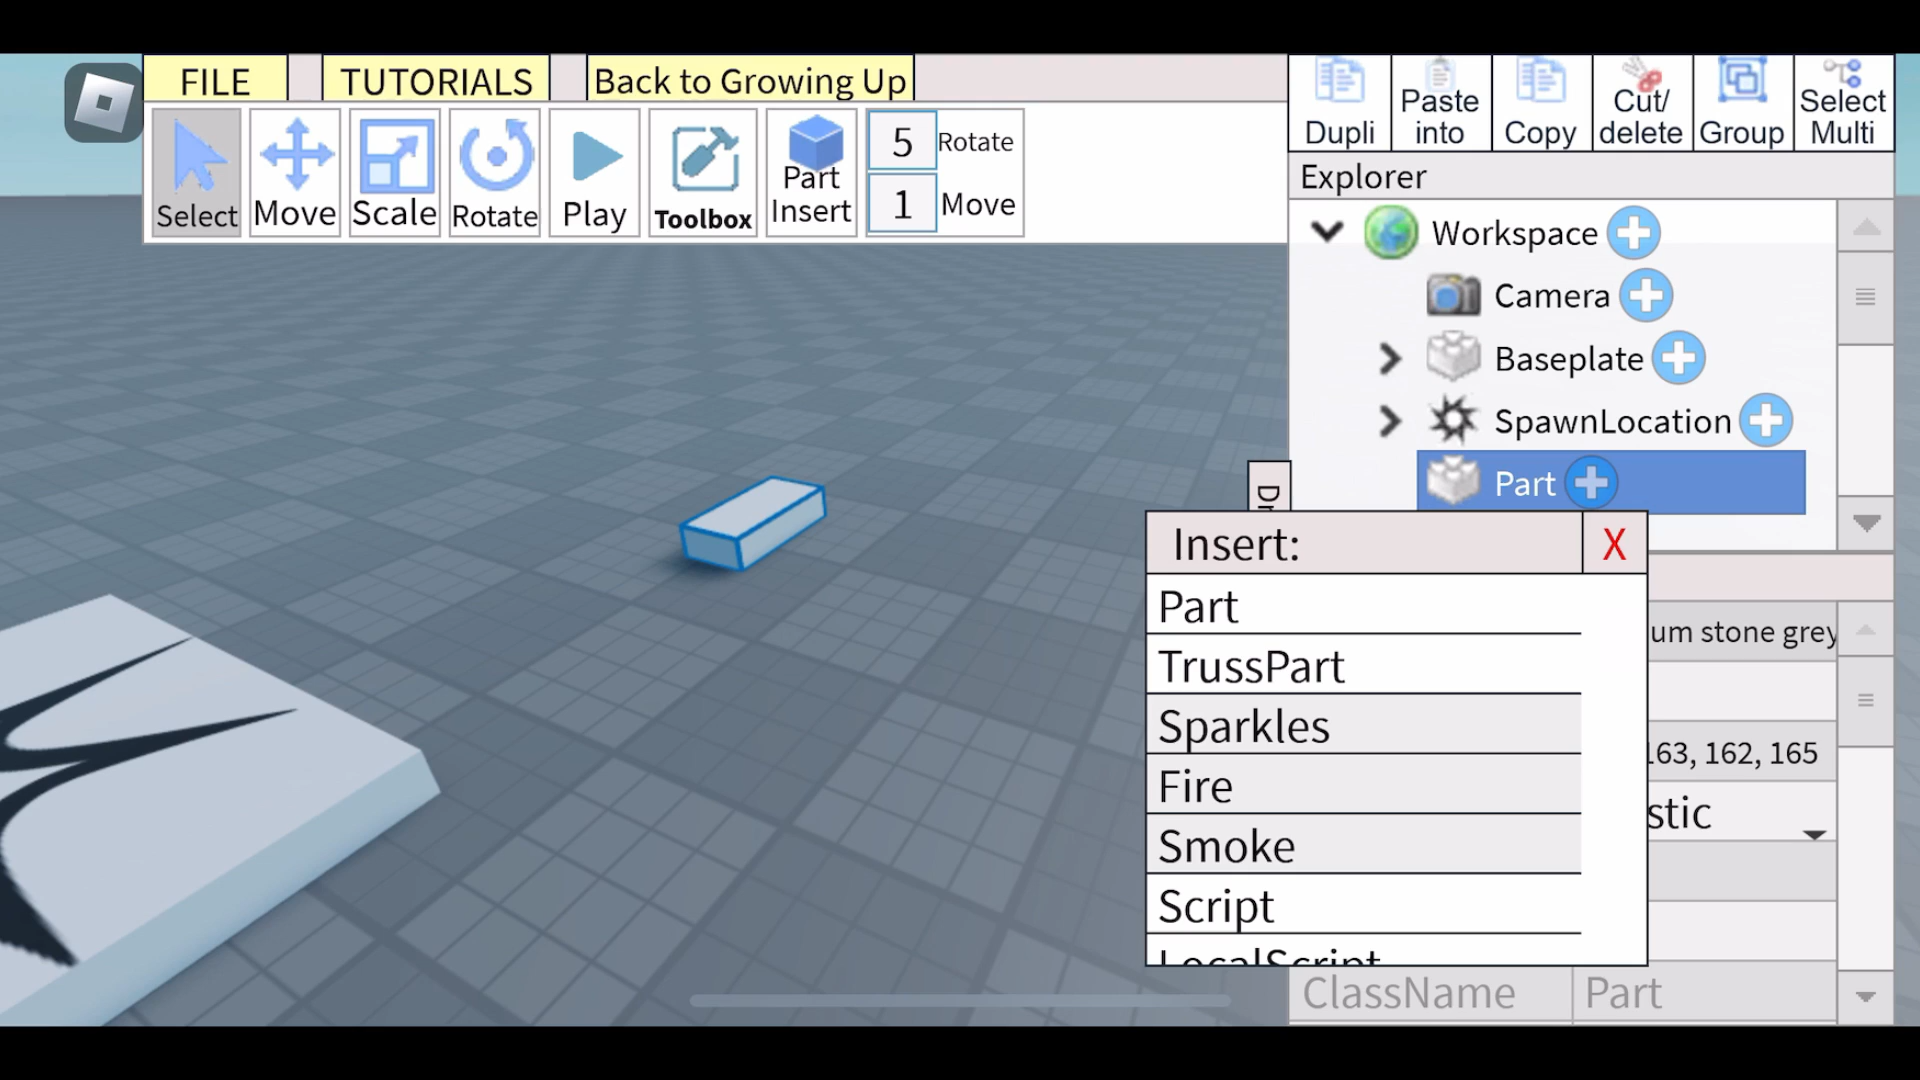 FILE
TUTORIALS
Back to Growing Up
Select
Move
Scale
Rotate
Play
Toolbox
Part
Insert
5
Rotate
1
Move
Dupli
Paste
into
Copy
Cut/
delete
Group
Select
Multi
Explorer
Workspace
Camera
Baseplate
SpawnLocation
Part
Insert:
X
Part
TrussPart
Sparkles
Fire
Smoke
Script
LocalScript
um stone grey
163, 162, 165
stic
ClassName
Part